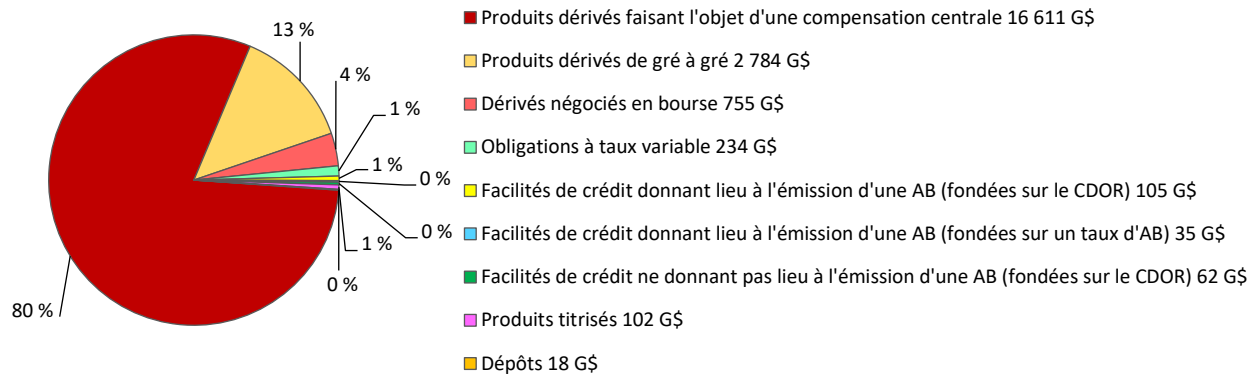 13 %
4 %
1 %
1 %
0 %
0 %
1 %
0 %
80 %
Produits dérivés faisant l'objet d'une compensation centrale 16 611 G$
Produits dérivés de gré à gré 2 784 G$
Dérivés négociés en bourse 755 G$
Obligations à taux variable 234 G$
Facilités de crédit donnant lieu à l'émission d'une AB (fondées sur le CDOR) 105 G$
Facilités de crédit donnant lieu à l'émission d'une AB (fondées sur un taux d'AB) 35 G$
Facilités de crédit ne donnant pas lieu à l'émission d'une AB (fondées sur le CDOR) 62 G$
Produits titrisés 102 G$
Dépôts 18 G$